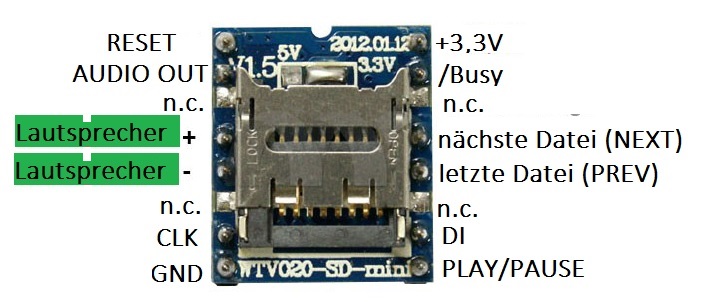 RESET
+3,3V
2012.01.12
AUDIO OUT
V1.5
5V
3.3V
/Busy
n.c.
n.c.
Lautsprecher +
LOCK
OPEN
nächste Datei (NEXT)
Lautsprecher -
letzte Datei (PREV)
n.c.
n.c.
CLK
DI
GND
WTV020-SD-mini
PLAY/PAUSE